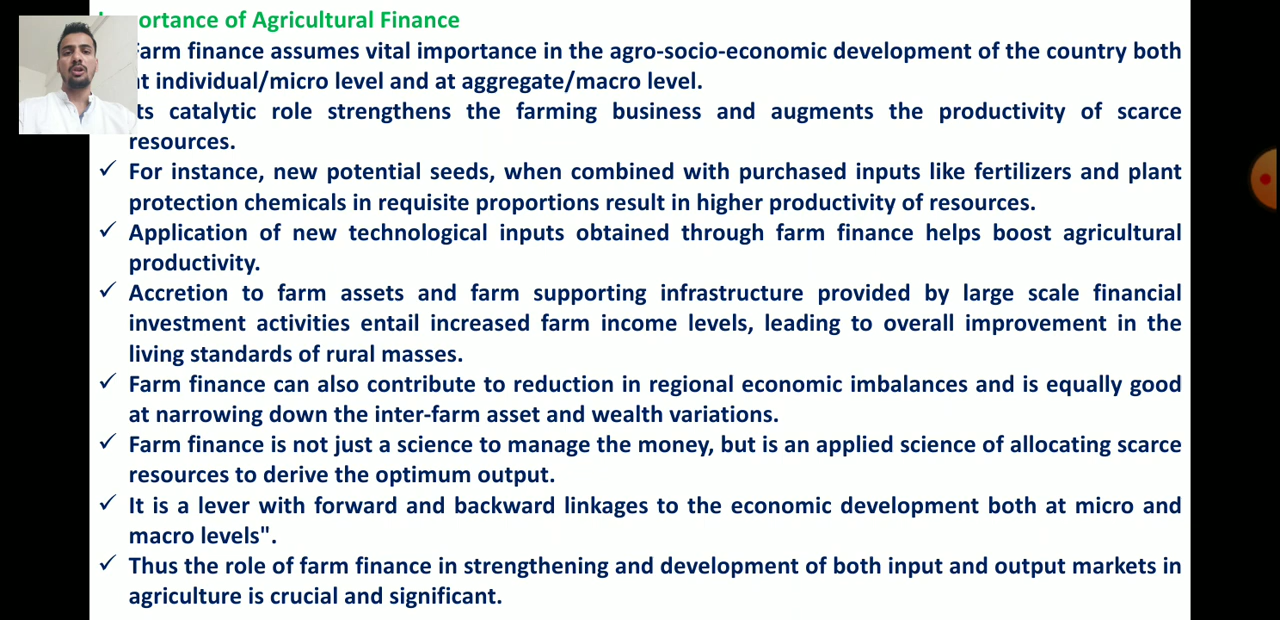 ortance of Agricultural Finance
Farm finance assumes vital importance in the agro-socio-economic development of the country both
at individual/micro level and at aggregate/macro level.
ts catalytic role strengthens the farming business and augments the productivity of scarce
resources.
✓ For instance, new potential seeds, when combined with purchased inputs like fertilizers and plant
protection chemicals in requisite proportions result in higher productivity of resources.
✓ Application of new technological inputs obtained through farm finance helps boost agricultural
productivity.
✓ Accretion to farm assets and farm supporting infrastructure provided by large scale financial
investment activities entail increased farm income levels, leading to overall improvement in the
living standards of rural masses.
✓ Farm finance can also contribute to reduction in regional economic imbalances and is equally good
at narrowing down the inter-farm asset and wealth variations.
✓ Farm finance is not just a science to manage the money, but is an applied science of allocating scarce
resources to derive the optimum output.
✓ It is a lever with forward and backward linkages to the economic development both at micro and
macro levels".
✓ Thus the role of farm finance in strengthening and development of both input and output markets in
agriculture is crucial and significant.